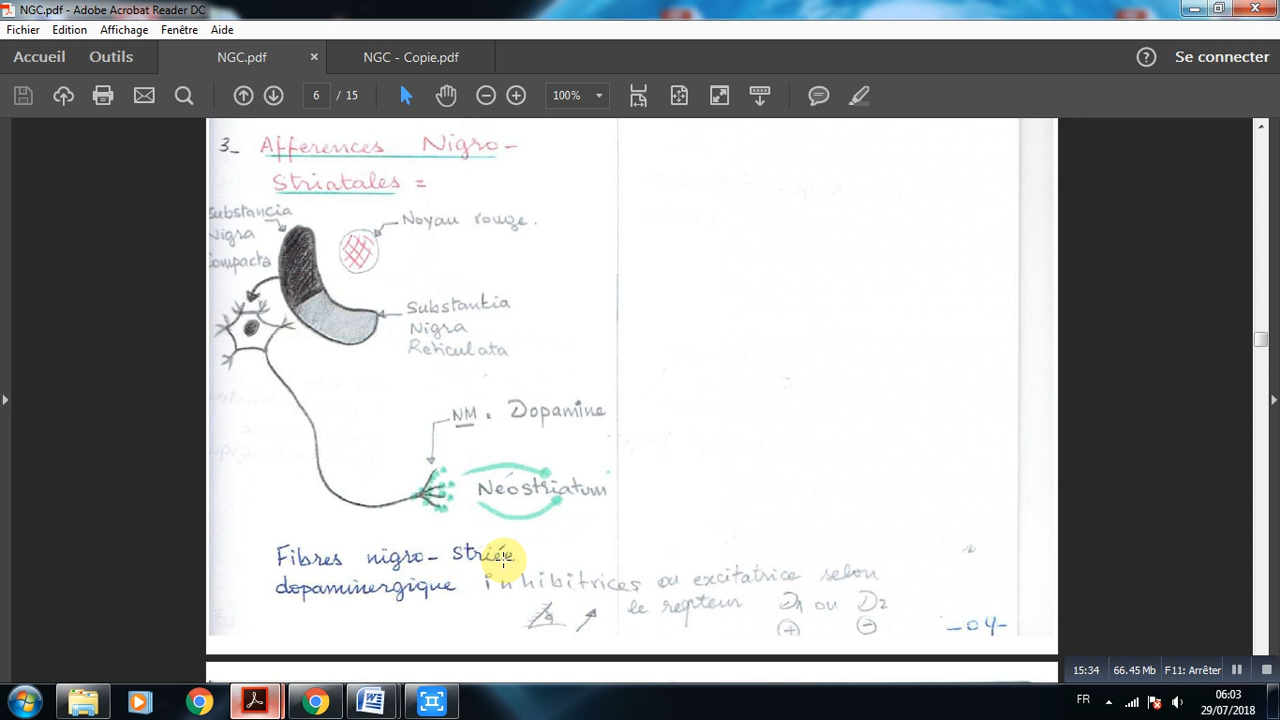 NGC.pdf - Adobe Acrobat Reader DC
Fichier Edition Affichage Fenêtre Aide
Accueil Outils NGC.pdf × NGC - Copie.pdf ? Se connecter
6 / 15 100%
3_ Afferences Nigro-
Striatales =
Substancia
Nigra
Compacta
Noyau rouge.
Substantia
Nigra
Reticulata
NM. Dopamine
Néostriatum
Fibres nigro-Striée
dopaminergique inhibitrices ou excitatrice selon
le repteur D1 ou D2
+ -
-04-
15:34 66.45 Mb F11: Arrêter
FR 06:03
29/07/2018